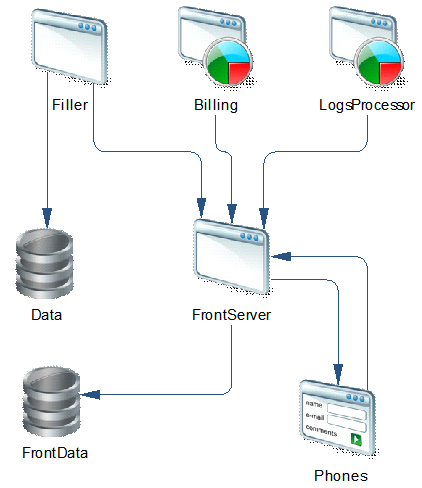 Filler
Billing
LogsProcessor
Data
FrontServer
FrontData
name
e-mail
comments
Phones